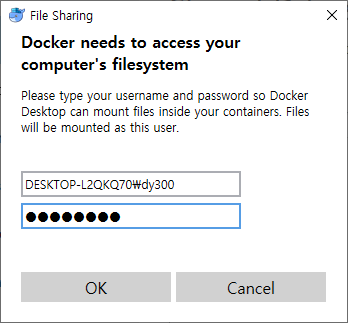 File Sharing
Docker needs to access your
computer's filesystem
Please type your username and password so Docker
Desktop can mount files inside your containers. Files
will be mounted as this user.
DESKTOP-L2QKQ70₩dy300
●●●●●●●●
OK
Cancel